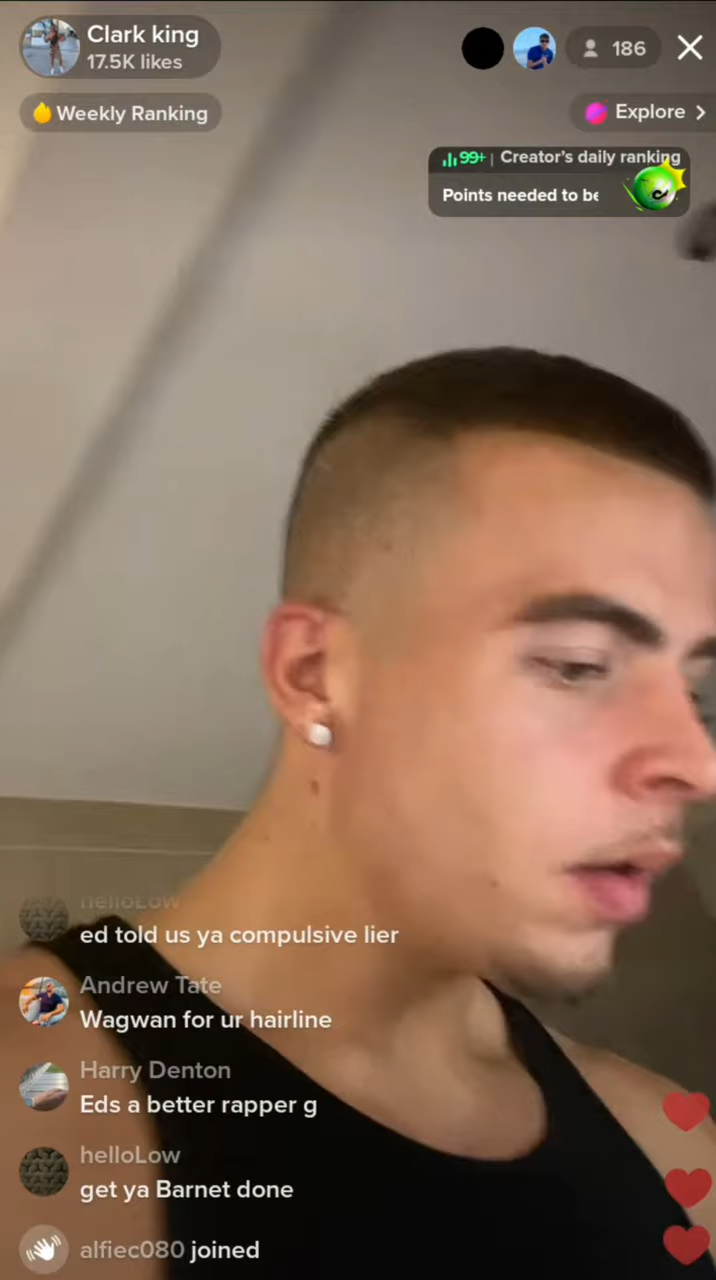 Clark king
17.5K likes
186
Weekly Ranking
Explore
99+ | Creator's daily ranking
Points needed to be
helloLow
ed told us ya compulsive lier
Andrew Tate
Wagwan for ur hairline
Harry Denton
Eds a better rapper g
helloLow
get ya Barnet done
alfiec080 joined